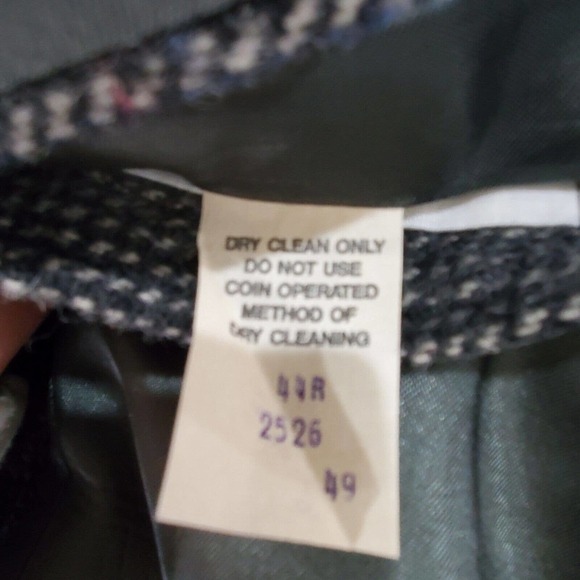 DRY CLEAN ONLY
DO NOT USE
COIN OPERATED
METHOD OF
DRY CLEANING
44R
2526
49